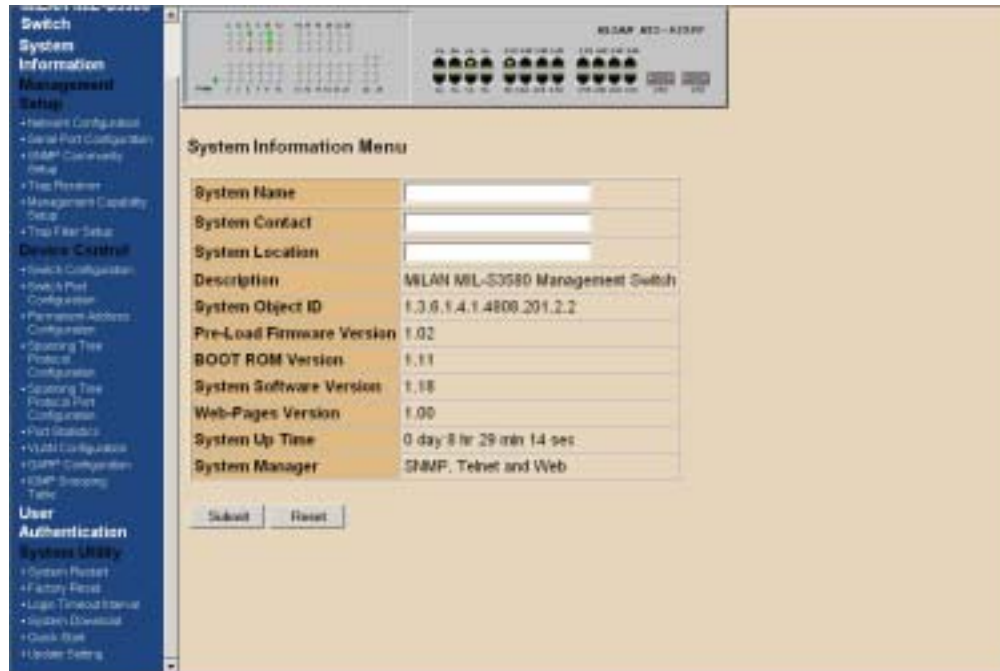 MiLAN MIL-S3580
Switch
System
Information
Management
Setup
Network Configuration
Serial Port Configuration
SNMP Community
Setup
Trap Receiver
Management Capability
Setup
Trap Filter Setup
Device Control
Switch Configuration
Switch Port
Configuration
Permanent Address
Configuration
Spanning Tree
Protocol
Configuration
Spanning Tree
Protocol Port
Configuration
Port Statistics
VLAN Configuration
GARP Configuration
IGMP Snooping
Table
User
Authentication
System Utility
System Restart
Factory Reset
Login Timeout Interval
System Download
Quick Start
Update Setting
System Information Menu
System Name
System Contact
System Location
Description MiLAN MIL-S3580 Management Switch
System Object ID 1.3.6.1.4.1.4808.201.2.2
Pre-Load Firmware Version 1.02
BOOT ROM Version 1.11
System Software Version 1.18
Web-Pages Version 1.00
System Up Time 0 day 8 hr 29 min 14 sec
System Manager SNMP, Telnet and Web
Submit Reset